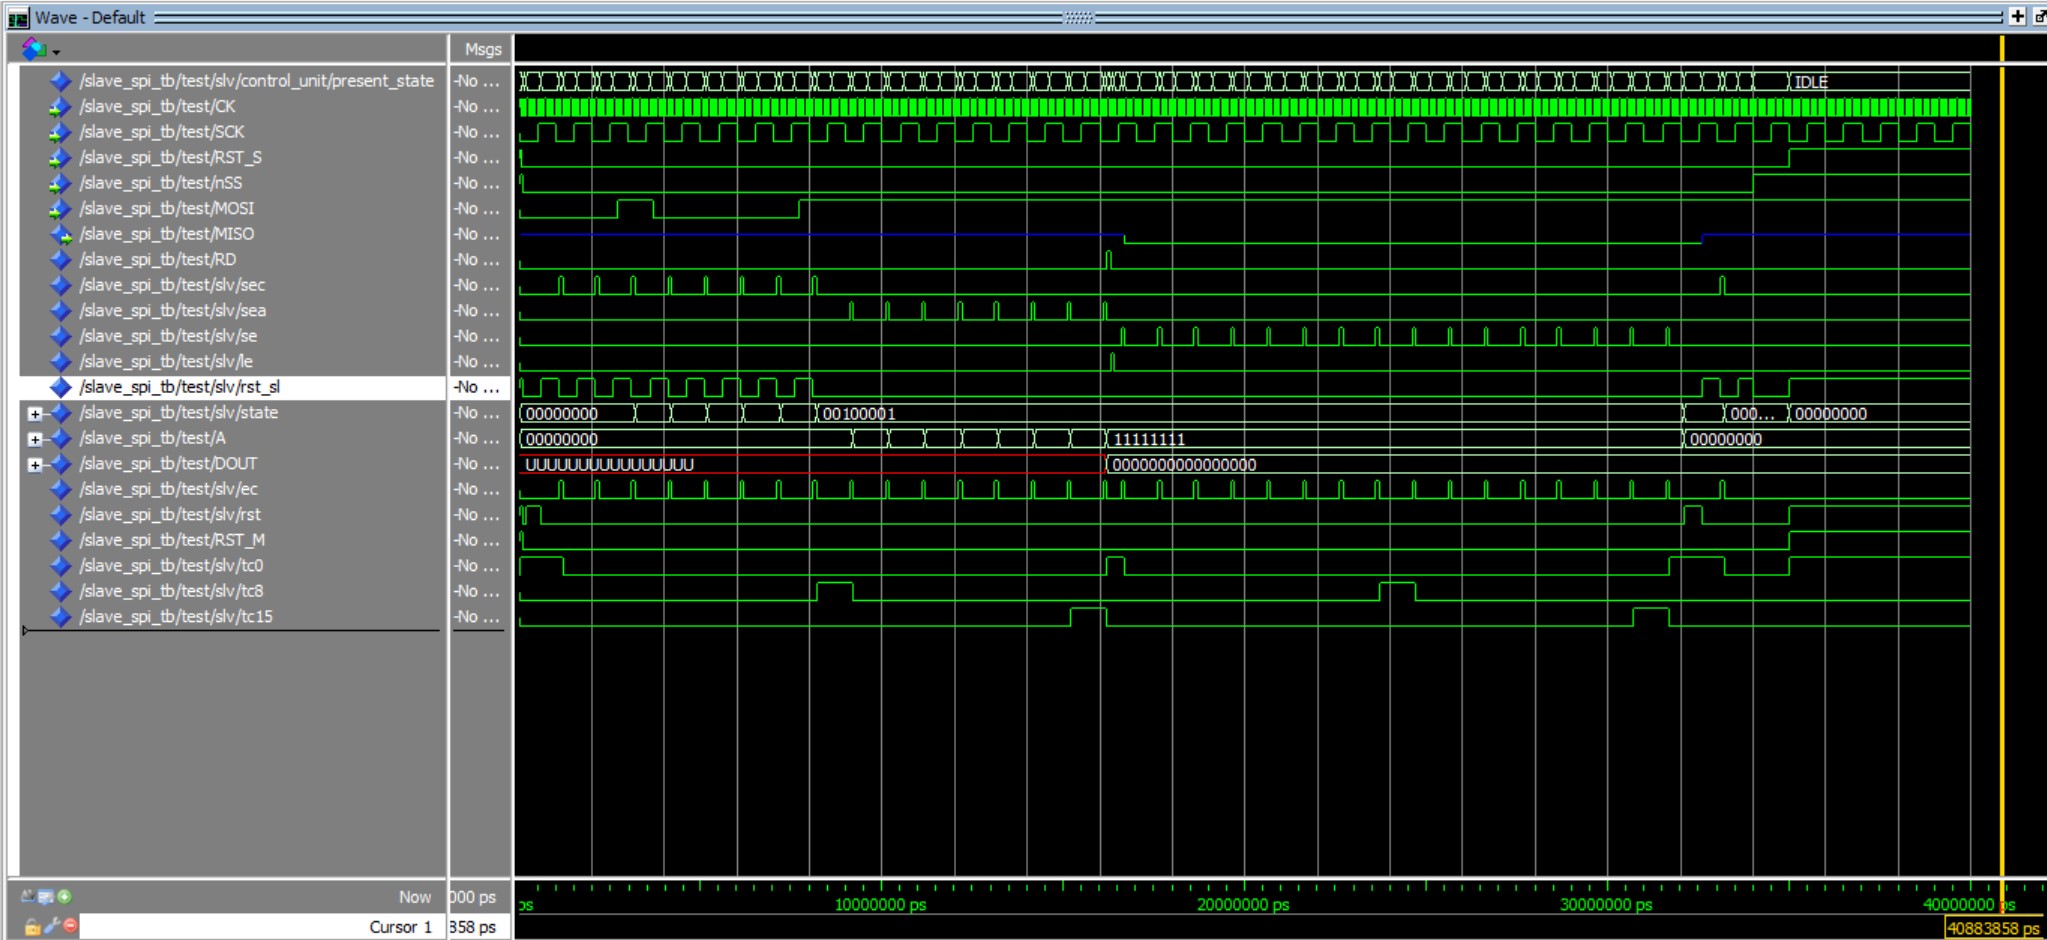 Wave - Default
Msgs
/slave_spi_tb/test/slv/control_unit/present_state -No ... IDLE
/slave_spi_tb/test/CK -No ...
/slave_spi_tb/test/SCK -No ...
/slave_spi_tb/test/RST_S -No ...
/slave_spi_tb/test/nSS -No ...
/slave_spi_tb/test/MOSI -No ...
/slave_spi_tb/test/MISO -No ...
/slave_spi_tb/test/RD -No ...
/slave_spi_tb/test/slv/sec -No ...
/slave_spi_tb/test/slv/sea -No ...
/slave_spi_tb/test/slv/se -No ...
/slave_spi_tb/test/slv/le -No ...
/slave_spi_tb/test/slv/rst_sl -No ...
/slave_spi_tb/test/slv/state -No ... 00000000 00100001 000... 00000000
/slave_spi_tb/test/A -No ... 00000000 11111111 00000000
/slave_spi_tb/test/DOUT -No ... UUUUUUUUUUUUUUUU 0000000000000000
/slave_spi_tb/test/slv/ec -No ...
/slave_spi_tb/test/slv/rst -No ...
/slave_spi_tb/test/RST_M -No ...
/slave_spi_tb/test/slv/tc0 -No ...
/slave_spi_tb/test/slv/tc8 -No ...
/slave_spi_tb/test/slv/tc15 -No ...
Now 000 ps ps 10000000 ps 20000000 ps 30000000 ps 40000000 ps
Cursor 1 858 ps 40883858 ps